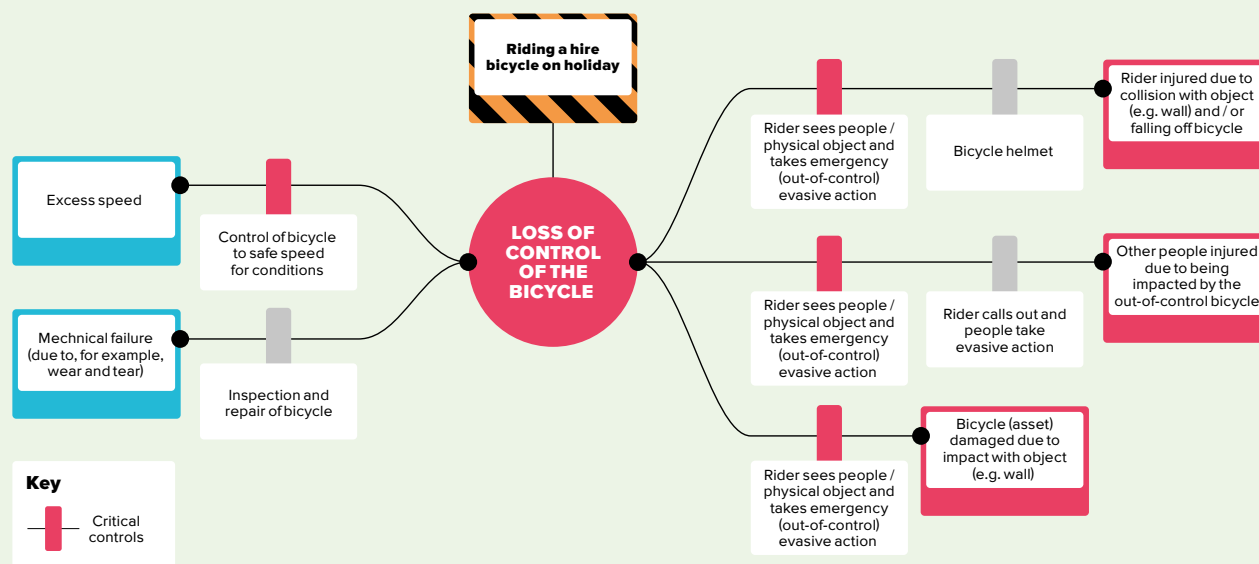 Riding a hire
bicycle on holiday
Excess speed
Control of bicycle
to safe speed
for conditions
Mechnical failure
(due to, for example,
wear and tear)
Inspection and
repair of bicycle
LOSS OF
CONTROL
OF THE
BICYCLE
Rider sees people /
physical object and
takes emergency
(out-of-control)
evasive action
Bicycle helmet
Rider injured due to
collision with object
(e.g. wall) and / or
falling off bicycle
Rider sees people /
physical object and
takes emergency
(out-of-control)
evasive action
Rider calls out and
people take
evasive action
Other people injured
due to being
impacted by the
out-of-control bicycle
Rider sees people /
physical object and
takes emergency
(out-of-control)
evasive action
Bicycle (asset)
damaged due to
impact with object
(e.g. wall)
Key
Critical
controls